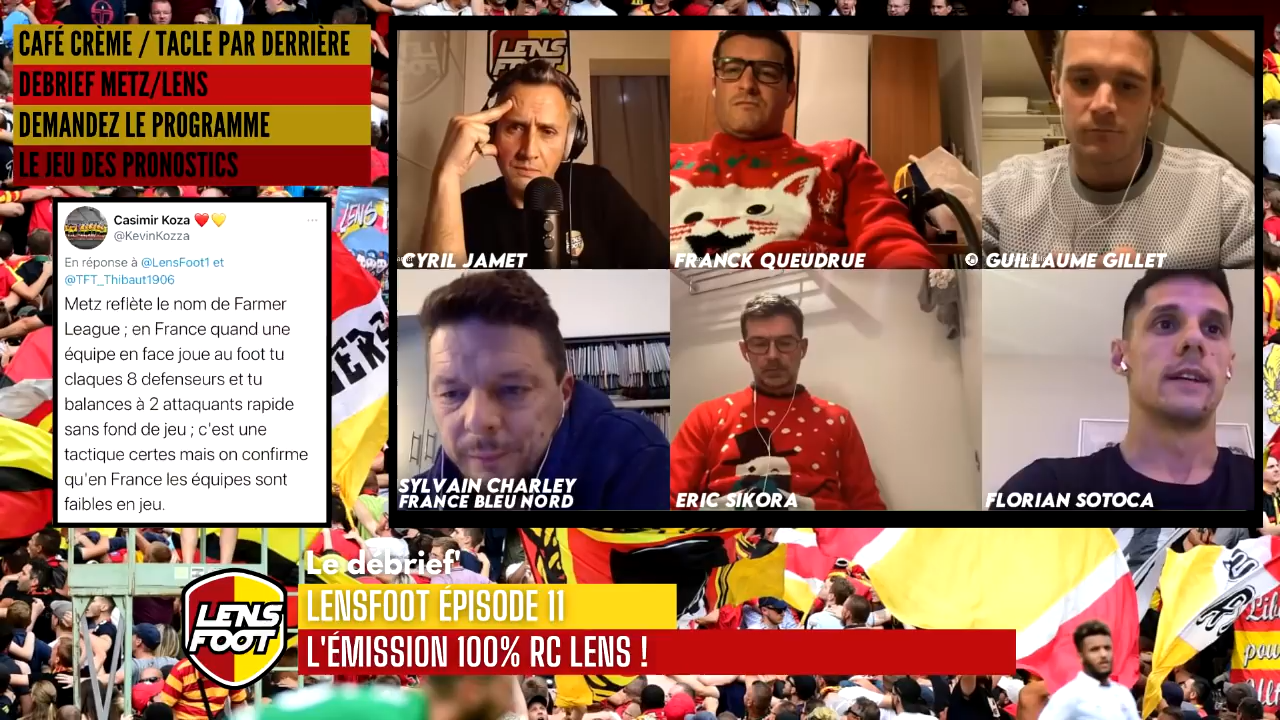 CAFÉ CRÈME / TACLE PAR DERRIÈRE
DEBRIEF METZ/LENS
DEMANDEZ LE PROGRAMME
LE JEU DES PRONOSTICS
Casimir Koza ❤️💛
@KevinKozza
...
En réponse à @LensFoot1 et
@TFT_Thibaut1906
Metz reflète le nom de Farmer
League ; en France quand une
équipe en face joue au foot tu
claques 8 defenseurs et tu
balances à 2 attaquants rapide
sans fond de jeu ; c'est une
tactique certes mais on confirme
qu'en France les équipes sont
faibles en jeu.
LENS
FOOT
CYRIL JAMET
FRANCK QUEUDRUE
GUILLAUME GILLET
SYLVAIN CHARLEY
FRANCE BLEU NORD
ERIC SIKORA
FLORIAN SOTOCA
LENS
Le débrief'
LENSFOOT ÉPISODE 11
L'ÉMISSION 100% RC LENS !
LENS
FOOT